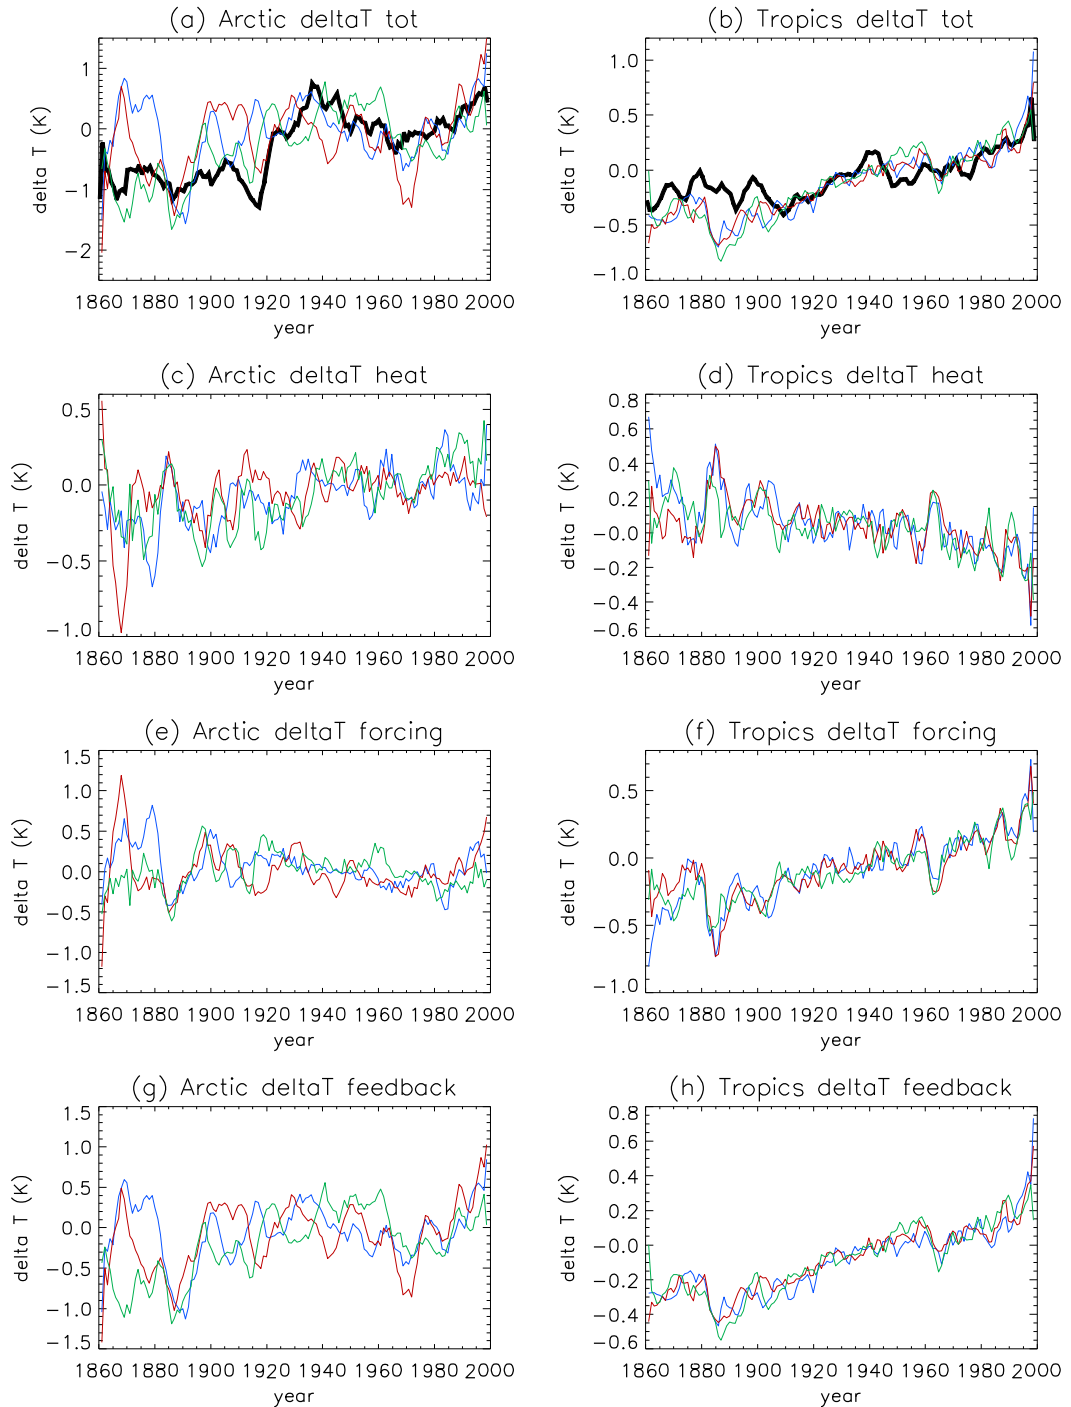 (a) Arctic deltaT tot
delta T (K)
1
0
−1
−2
1860 1880 1900 1920 1940 1960 1980 2000
year
(b) Tropics deltaT tot
delta T (K)
1.0
0.5
0.0
−0.5
−1.0
1860 1880 1900 1920 1940 1960 1980 2000
year
(c) Arctic deltaT heat
delta T (K)
0.5
0.0
−0.5
−1.0
1860 1880 1900 1920 1940 1960 1980 2000
year
(d) Tropics deltaT heat
delta T (K)
0.8
0.6
0.4
0.2
−0.0
−0.2
−0.4
−0.6
1860 1880 1900 1920 1940 1960 1980 2000
year
(e) Arctic deltaT forcing
delta T (K)
1.5
1.0
0.5
0.0
−0.5
−1.0
−1.5
1860 1880 1900 1920 1940 1960 1980 2000
year
(f) Tropics deltaT forcing
delta T (K)
0.5
0.0
−0.5
−1.0
1860 1880 1900 1920 1940 1960 1980 2000
year
(g) Arctic deltaT feedback
delta T (K)
1.5
1.0
0.5
0.0
−0.5
−1.0
−1.5
1860 1880 1900 1920 1940 1960 1980 2000
year
(h) Tropics deltaT feedback
delta T (K)
0.8
0.6
0.4
0.2
−0.0
−0.2
−0.4
−0.6
1860 1880 1900 1920 1940 1960 1980 2000
year